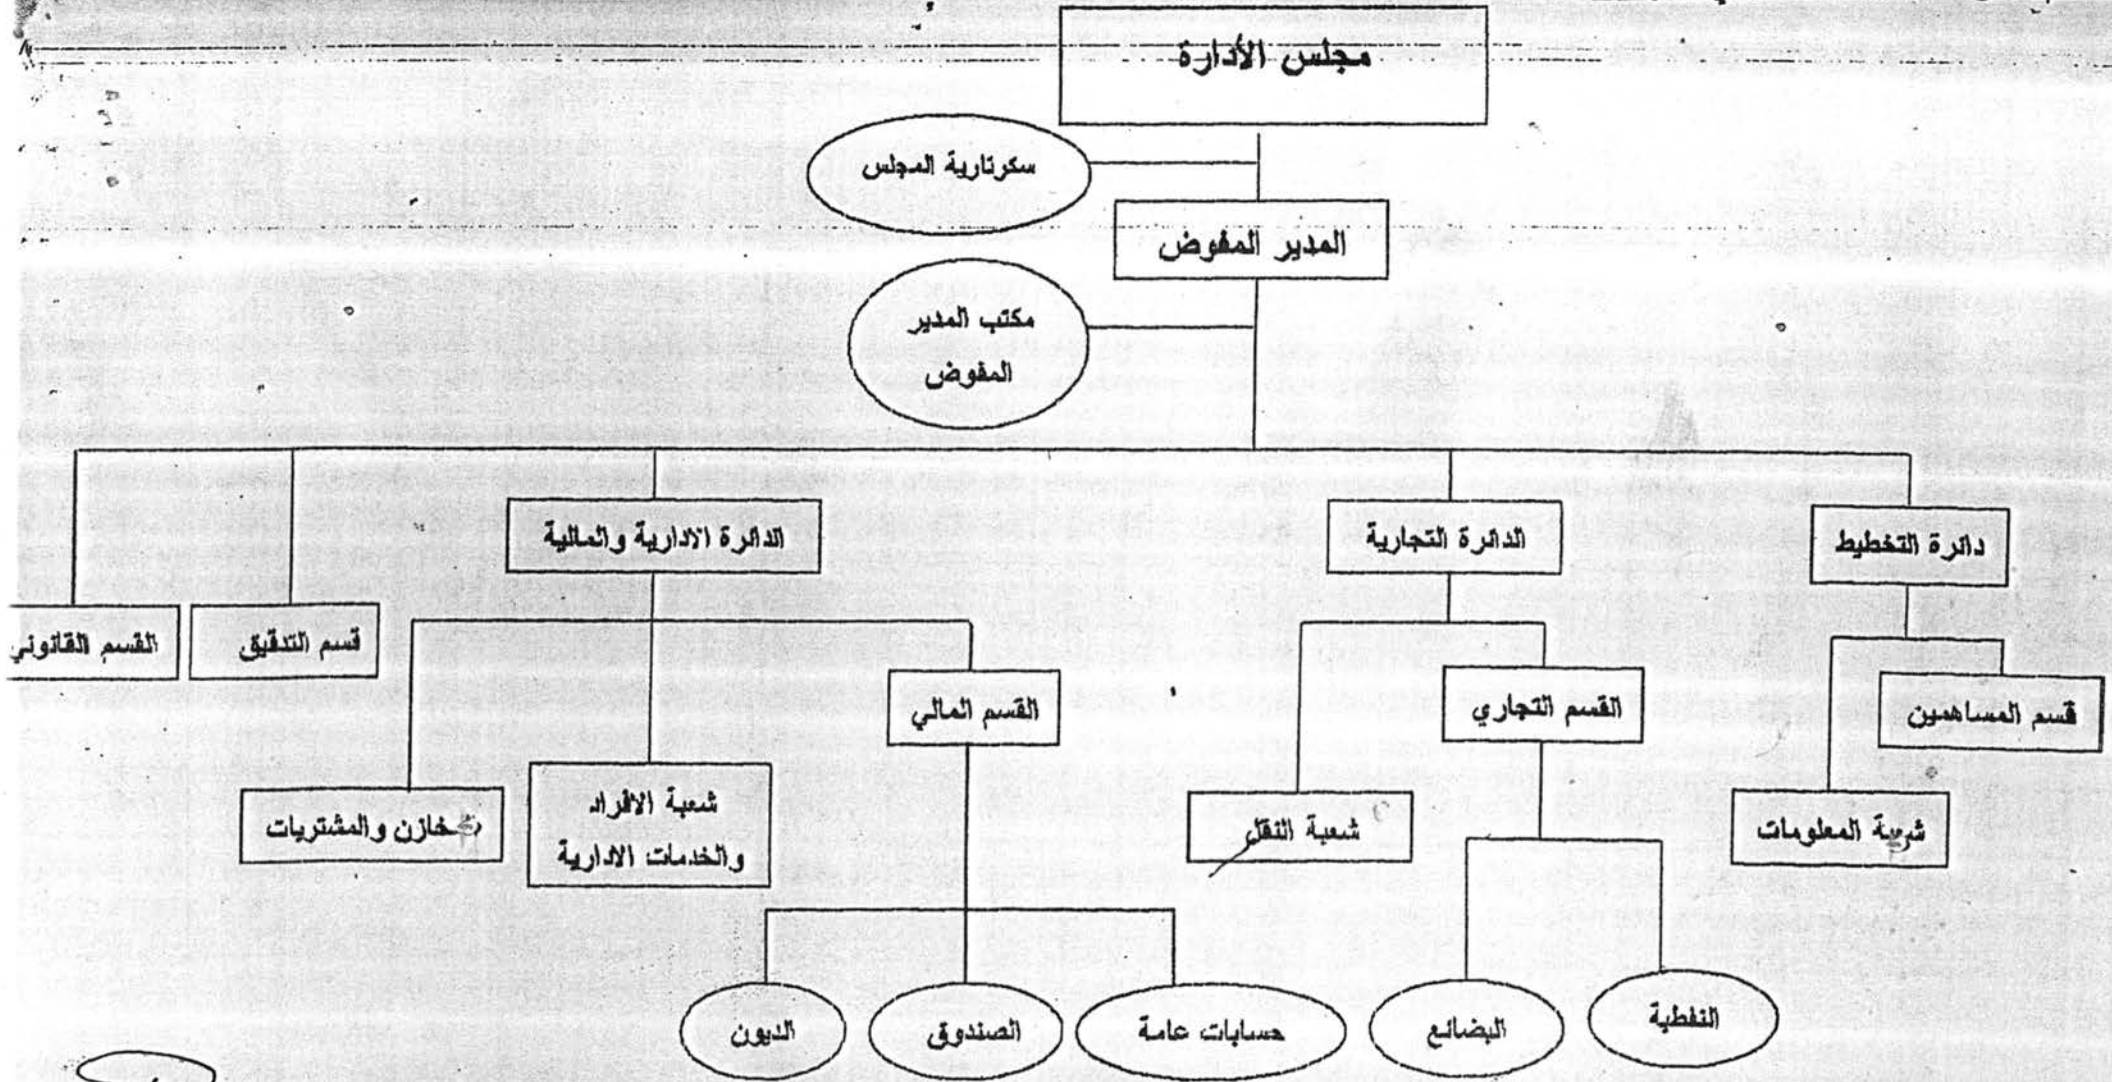 مجلس الأدارة
سكرتارية المجلس
المدير المفوض
مكتب المدير
المفوض
دائرة التخطيط
الدائرة التجارية
الدائرة الادارية والمالية
قسم التدقيق
القسم القانوني
قسم المساهمين
القسم التجاري
القسم المالي
شعبة المعلومات
شعبة النقل
شعبة الافراد
والخدمات الادارية
مخازن والمشتريات
النفطية
البضائع
حسابات عامة
الصندوق
الديون